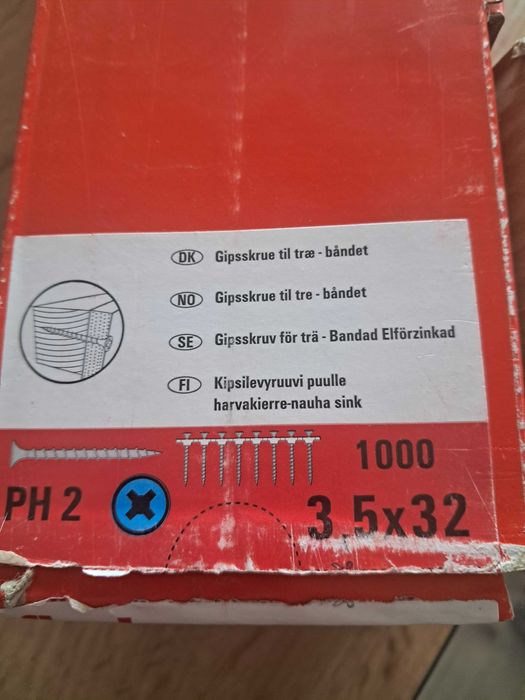 DK Gipsskrue til træ - båndet
NO Gipsskrue til tre - båndet
SE Gipsskruv för trä - Bandad Elförzinkad
FI Kipsilevyruuvi puulle
harvakierre-nauha sink
1000
PH 2
3,5x32